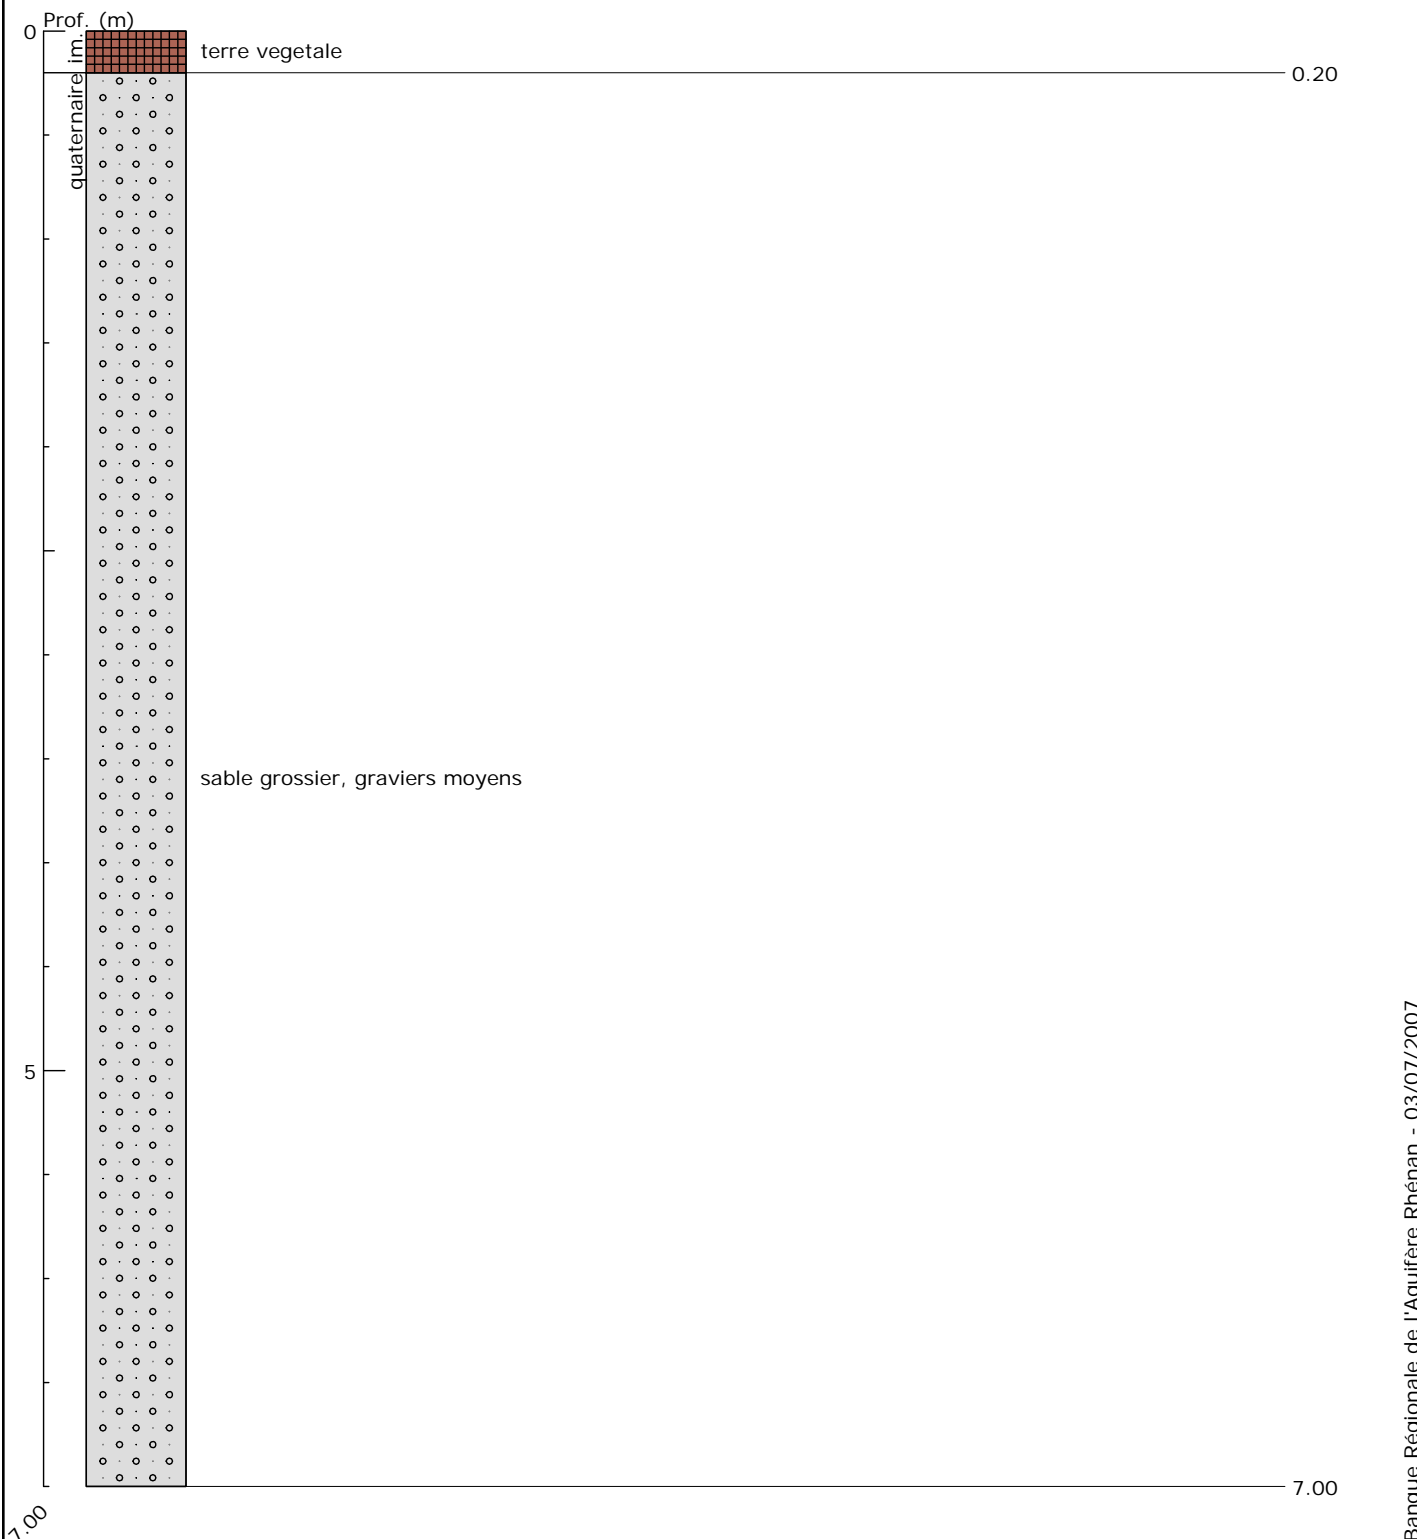 Prof. (m)
0
quaternaire im.
terre vegetale
0.20
sable grossier, graviers moyens
5
7.00
7.00
Banque Régionale de l'Aquifère Rhénan - 03/07/2007